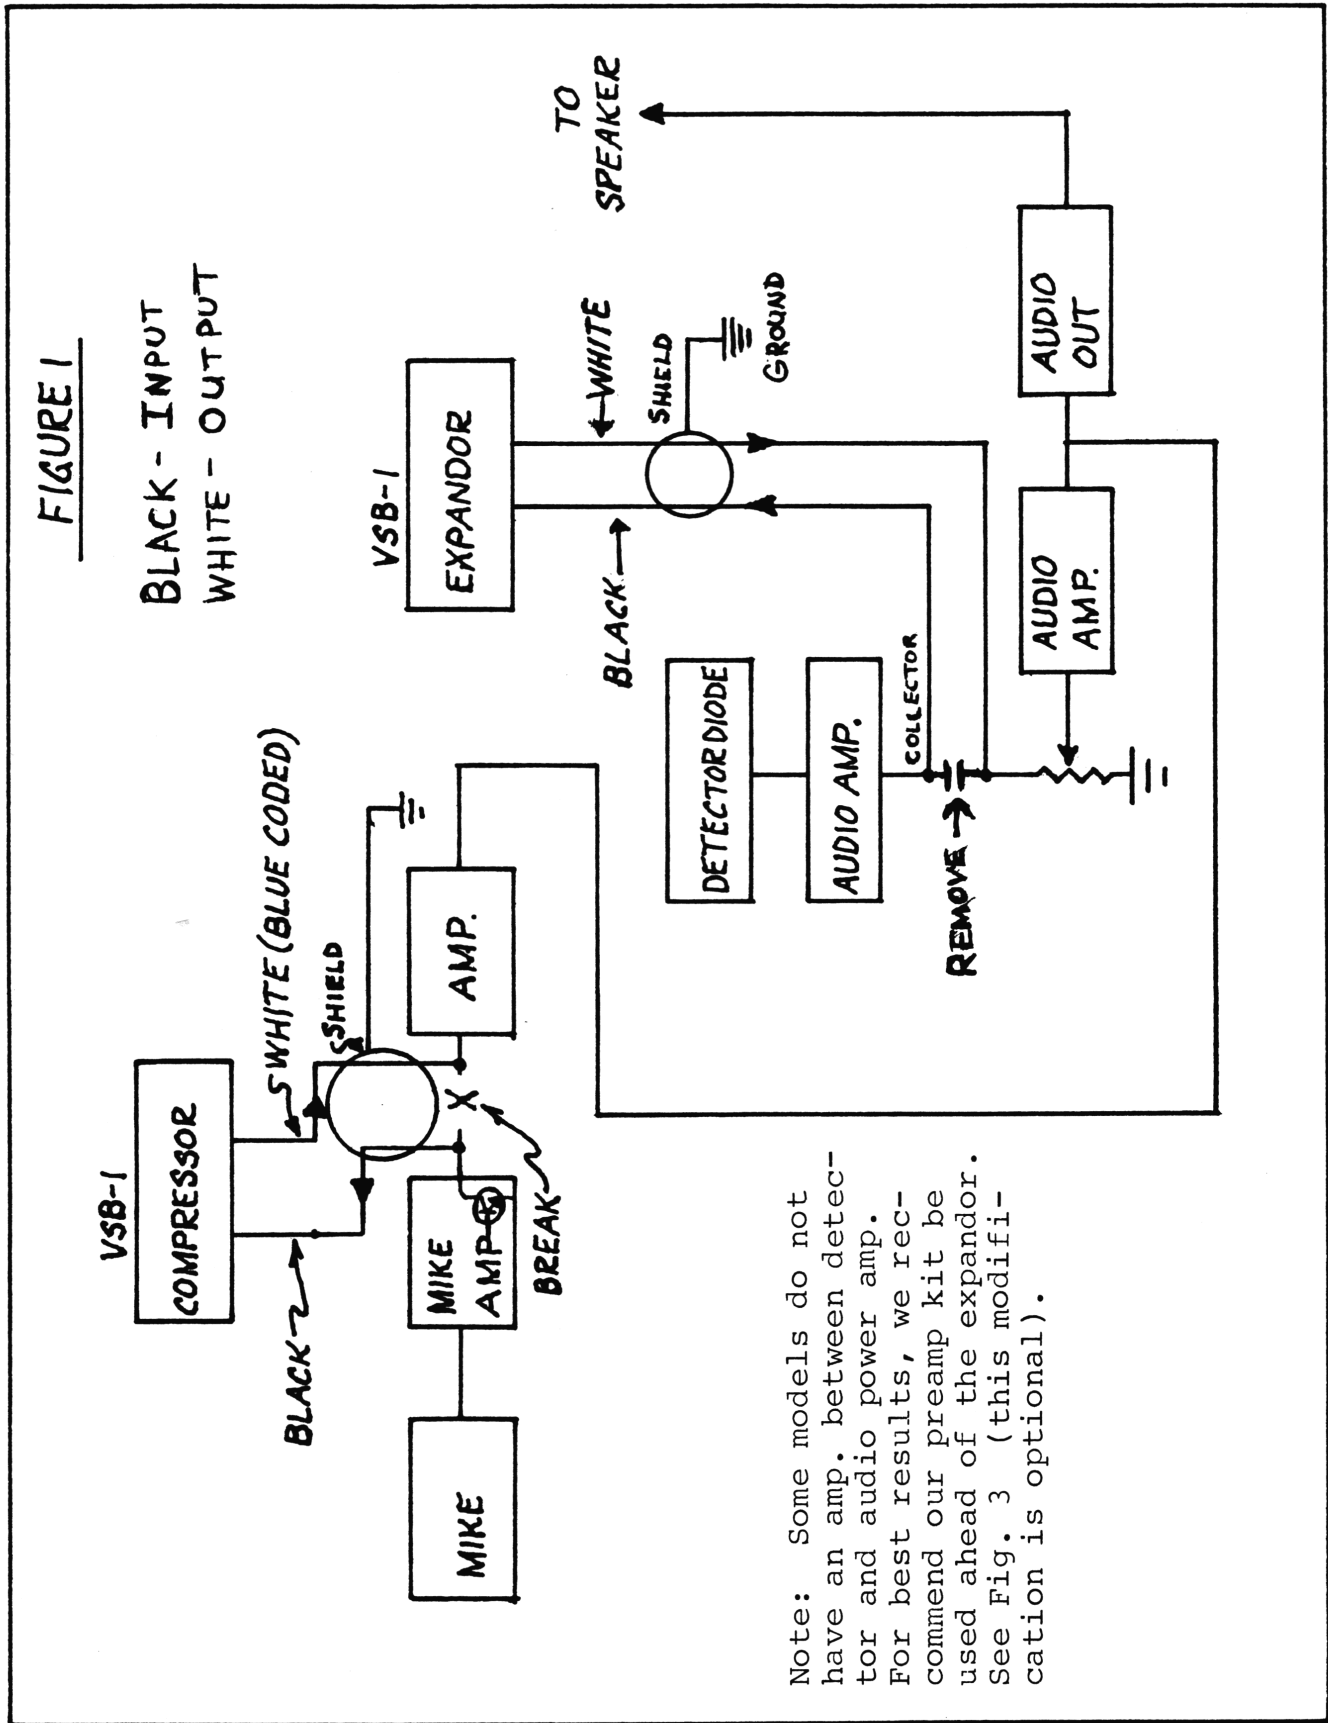 FIGURE 1
BLACK - INPUT
WHITE - OUTPUT
VSB-1
COMPRESSOR
BLACK
WHITE (BLUE CODED)
SHIELD
MIKE
MIKE
AMP
BREAK
X
AMP.
VSB-1
EXPANDOR
BLACK
WHITE
SHIELD
GROUND
TO
SPEAKER
DETECTOR DIODE
AUDIO AMP.
COLLECTOR
REMOVE
AUDIO
AMP.
AUDIO
OUT
Note: Some models do not
have an amp. between detec-
tor and audio power amp.
For best results, we rec-
commend our preamp kit be
used ahead of the expandor.
See Fig. 3 (this modifi-
cation is optional).